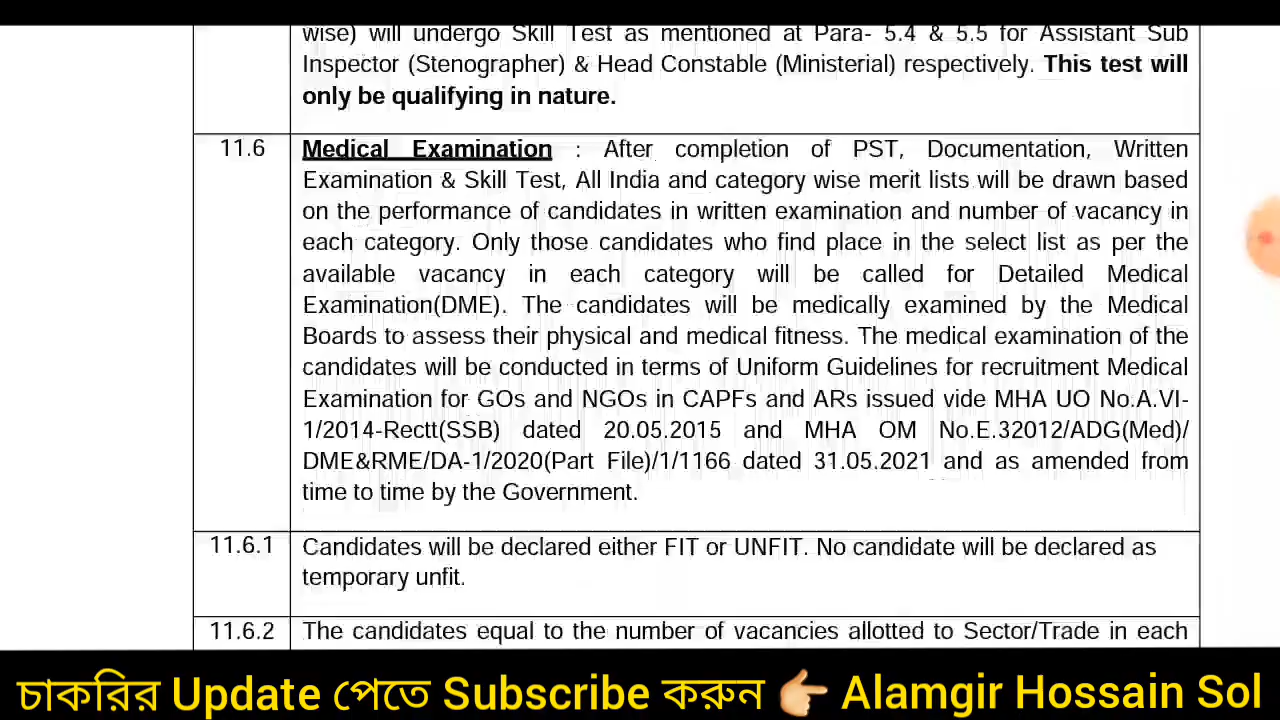 wise) will undergo Skill Test as mentioned at Para- 5.4 & 5.5 for Assistant Sub
Inspector (Stenographer) & Head Constable (Ministerial) respectively. This test will
only be qualifying in nature.
11.6 Medical Examination : After completion of PST, Documentation, Written
Examination & Skill Test, All India and category wise merit lists will be drawn based
on the performance of candidates in written examination and number of vacancy in
each category. Only those candidates who find place in the select list as per the
available vacancy in each category will be called for Detailed Medical
Examination(DME). The candidates will be medically examined by the Medical
Boards to assess their physical and medical fitness. The medical examination of the
candidates will be conducted in terms of Uniform Guidelines for recruitment Medical
Examination for GOs and NGOs in CAPFs and ARs issued vide MHA UO No.A.VI-
1/2014-Rectt(SSB) dated 20.05.2015 and MHA OM No.E.32012/ADG(Med)/
DME&RME/DA-1/2020(Part File)/1/1166 dated 31.05.2021 and as amended from
time to time by the Government.
11.6.1 Candidates will be declared either FIT or UNFIT. No candidate will be declared as
temporary unfit.
11.6.2 The candidates equal to the number of vacancies allotted to Sector/Trade in each
চাকরির Update পেতে Subscribe করুন 👉 Alamgir Hossain Sol